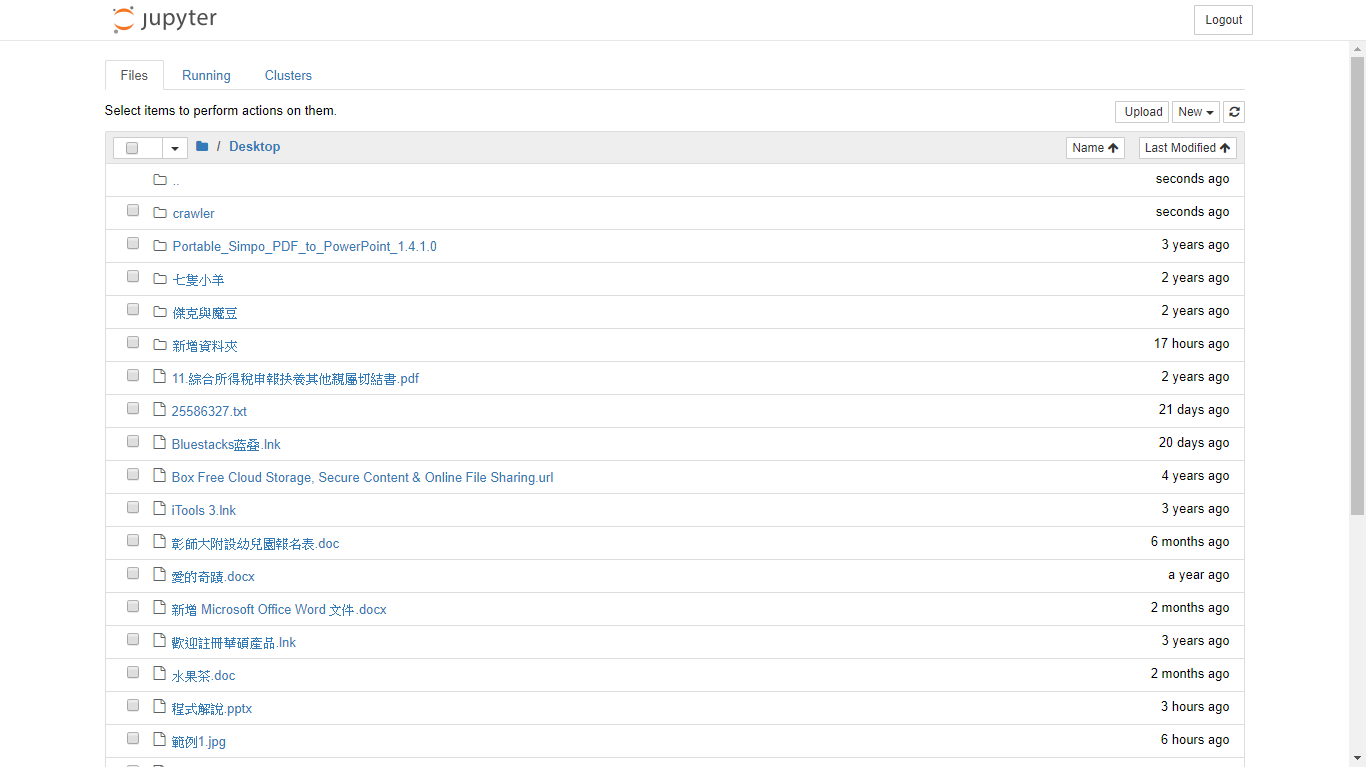 jupyter
Logout
Files Running Clusters
Select items to perform actions on them.
Upload New
/ Desktop
Name Last Modified
.. seconds ago
crawler seconds ago
Portable_Simpo_PDF_to_PowerPoint_1.4.1.0 3 years ago
七隻小羊 2 years ago
傑克與魔豆 2 years ago
新增資料夾 17 hours ago
11.綜合所得稅申報扶養其他親屬切結書.pdf 2 years ago
25586327.txt 21 days ago
Bluestacks蓝叠.lnk 20 days ago
Box Free Cloud Storage, Secure Content & Online File Sharing.url 4 years ago
iTools 3.lnk 3 years ago
彰師大附設幼兒園報名表.doc 6 months ago
愛的奇蹟.docx a year ago
新增 Microsoft Office Word 文件.docx 2 months ago
歡迎註冊華碩產品.lnk 3 years ago
水果茶.doc 2 months ago
程式解說.pptx 3 hours ago
範例1.jpg 6 hours ago